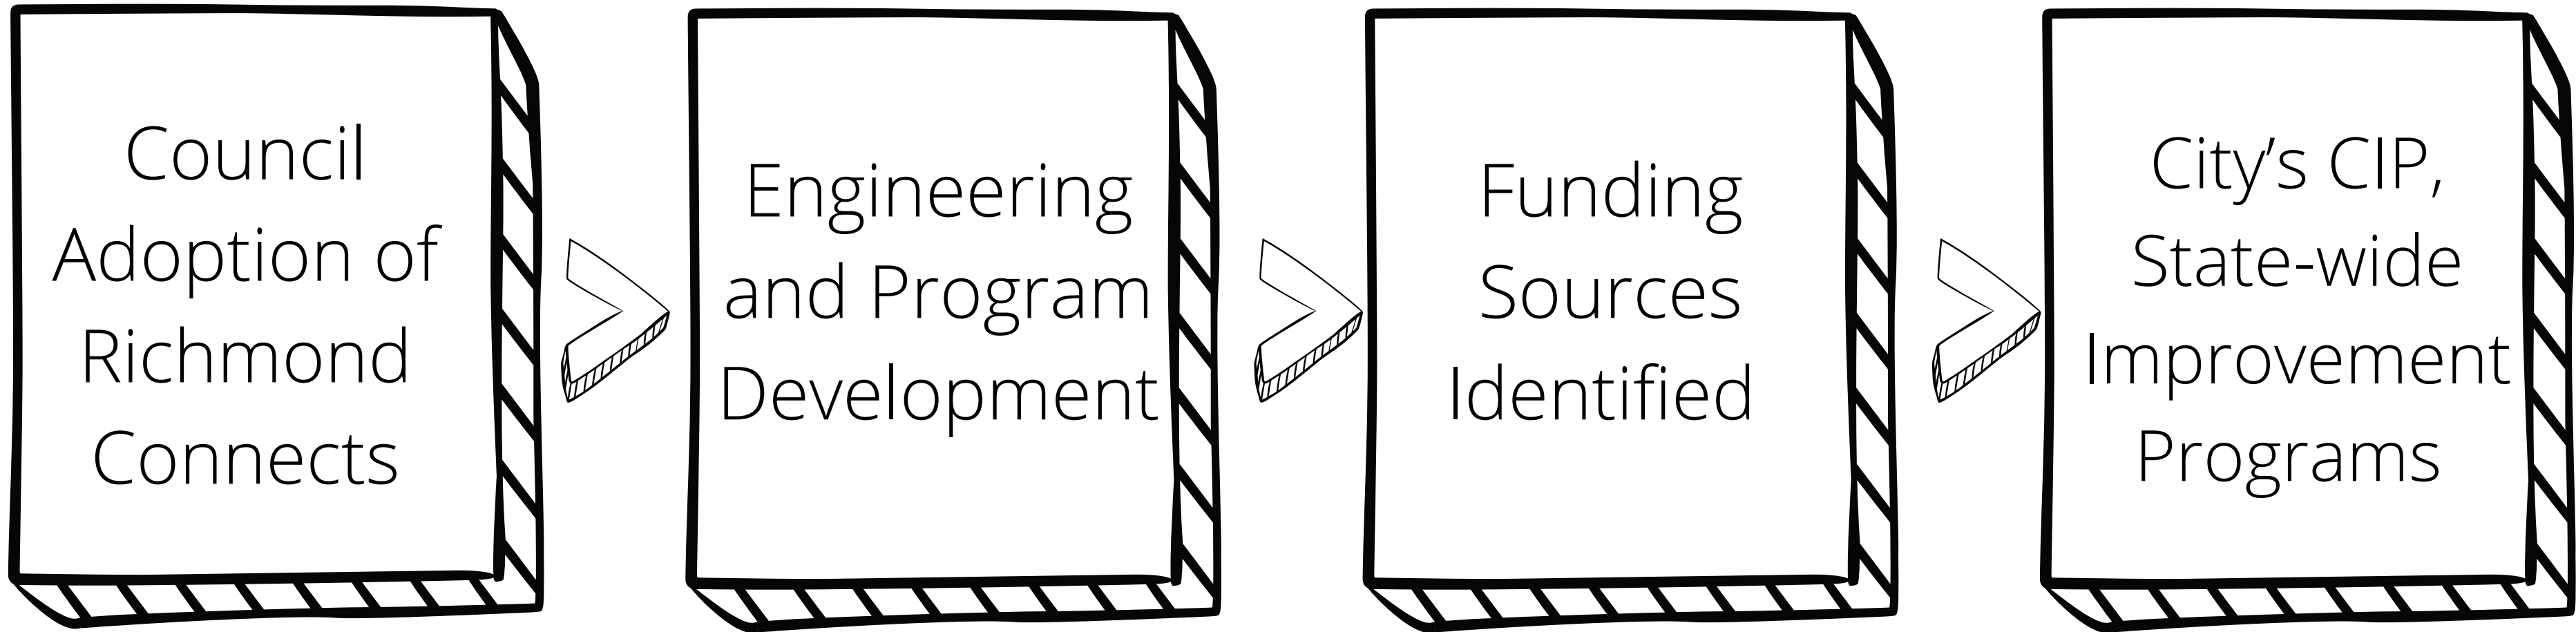 Council
Adoption of
Richmond
Connects
Engineering
and Program
Development
Funding
Sources
Identified
City’s CIP,
State-wide
Improvement
Programs